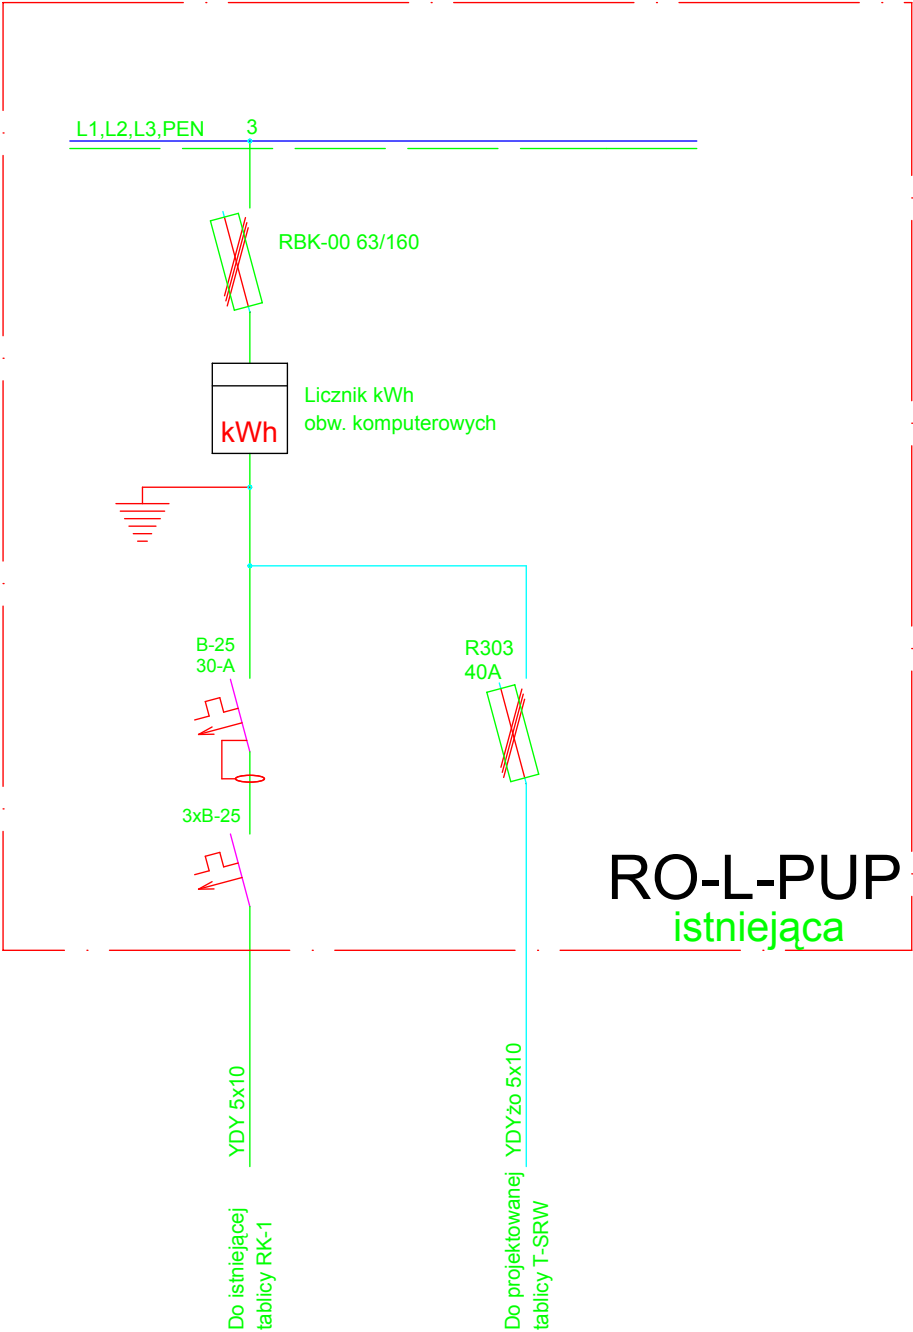 L1,L2,L3,PEN
3
RBK-00 63/160
Licznik kWh
obw. komputerowych
kWh
B-25
30-A
R303
40A
3xB-25
RO-L-PUP
istniejąca
YDY 5x10
YDYżo 5x10
Do istniejącej
tablicy RK-1
Do projektowanej
tablicy T-SRW